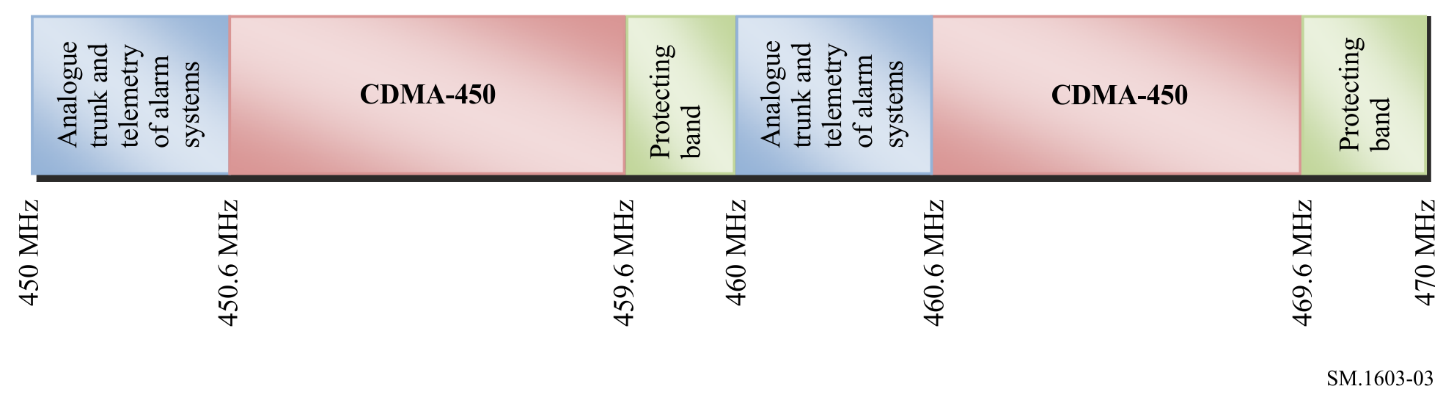 Analogue
trunk and
telemetry
of alarm
systems
CDMA-450
Protecting
band
Analogue
trunk and
telemetry
of alarm
systems
CDMA-450
Protecting
band
450 MHz
450.6 MHz
459.6 MHz
460 MHz
460.6 MHz
469.6 MHz
470 MHz
SM.1603-03